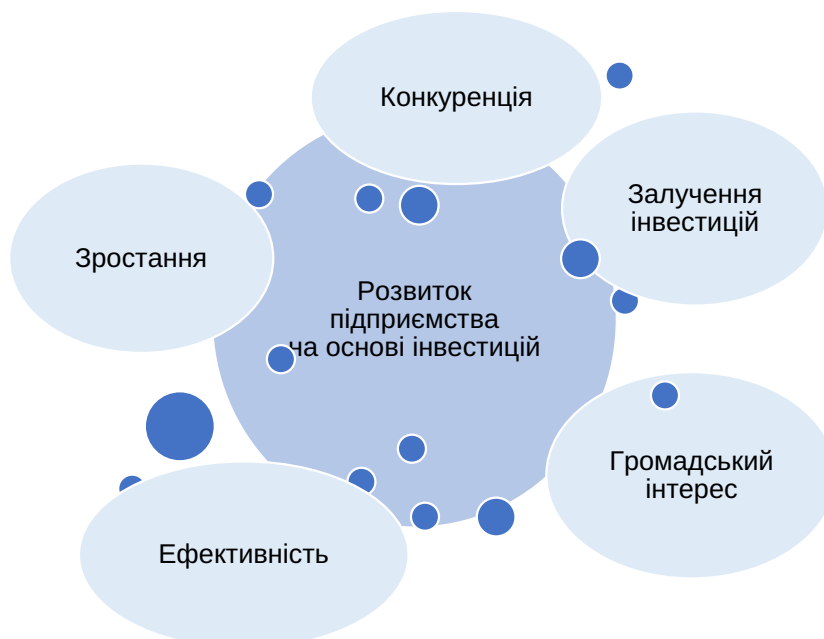 Конкуренція
Залучення
інвестицій
Зростання
Розвиток
підприємства
на основі інвестицій
Громадський
інтерес
Ефективність